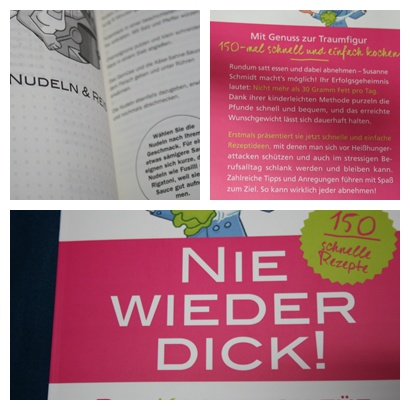 NUDELN & RE
Wählen Sie die
Nudeln nach Ihrem
Geschmack. Für ein
etwas sämigere Sa
eignen sich kurze, d
Nudeln wie Fusilli
Rigatoni, weil sie
Sauce gut aufn
men.
Mit Genuss zur Traumfigur
150-mal schnell und einfach kochen
Rundum satt essen und dabei abnehmen – Susanne
Schmidt macht's möglich! Ihr Erfolgsgeheimnis
lautet: Nicht mehr als 30 Gramm Fett pro Tag.
Dank ihrer kinderleichten Methode purzeln die
Pfunde schnell und bequem, und das erreichte
Wunschgewicht lässt sich dauerhaft halten.
Erstmals präsentiert sie jetzt schnelle und einfache
Rezeptideen, mit denen man sich vor Heißhunger-
attacken schützen und auch im stressigen Be-
rufsalltag schlank werden und bleiben kann.
Zahlreiche Tipps und Anregungen führen mit Spaß
zum Ziel. So kann wirklich jeder abnehmen!
150
schnelle
Rezepte
NIE
WIEDER
DICK!